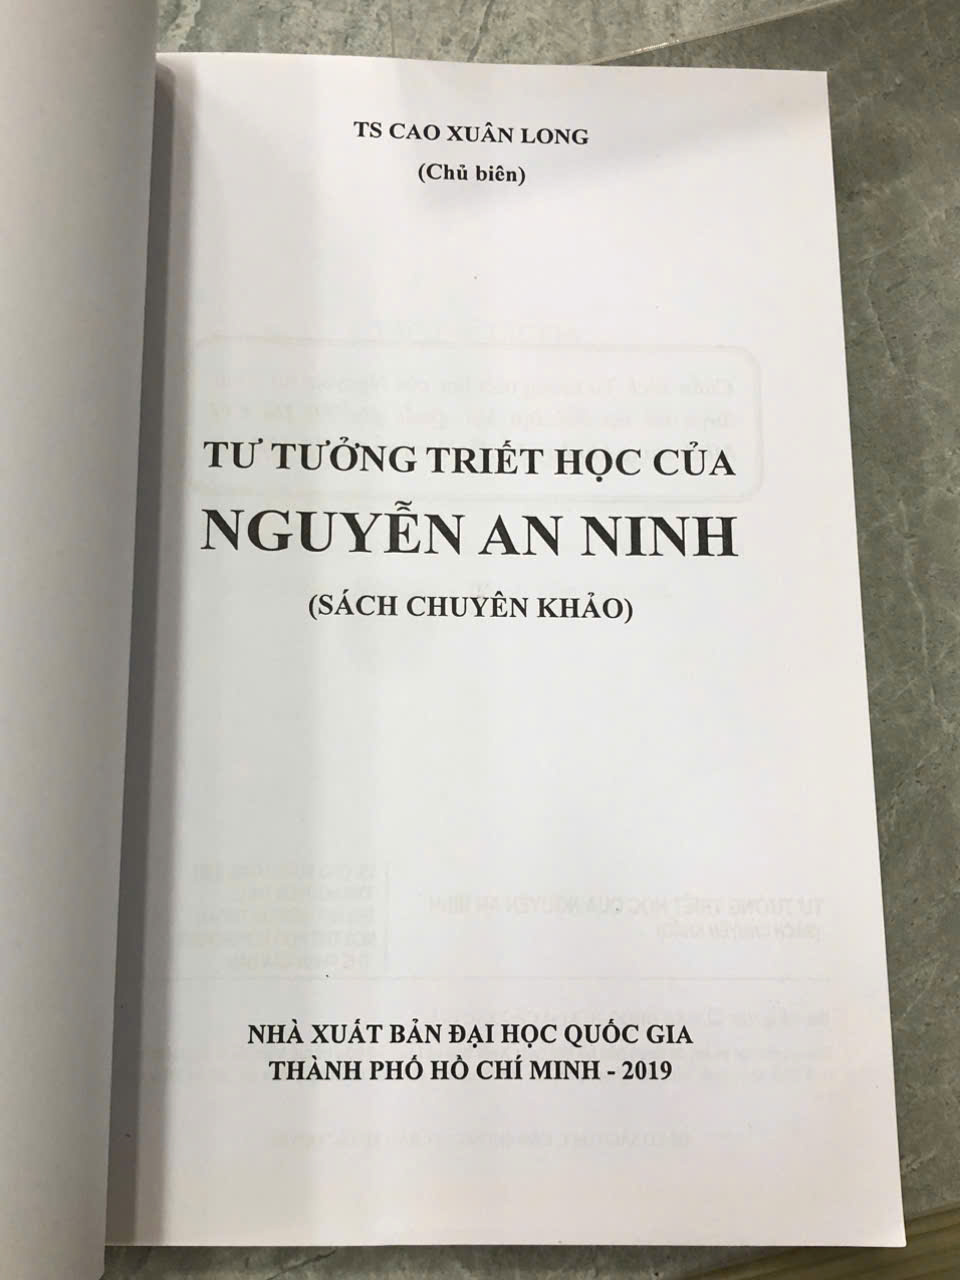 TS CAO XUÂN LONG
(Chủ biên)
TƯ TƯỞNG TRIẾT HỌC CỦA
NGUYỄN AN NINH
(SÁCH CHUYÊN KHẢO)
NHÀ XUẤT BẢN ĐẠI HỌC QUỐC GIA
THÀNH PHỐ HỒ CHÍ MINH - 2019